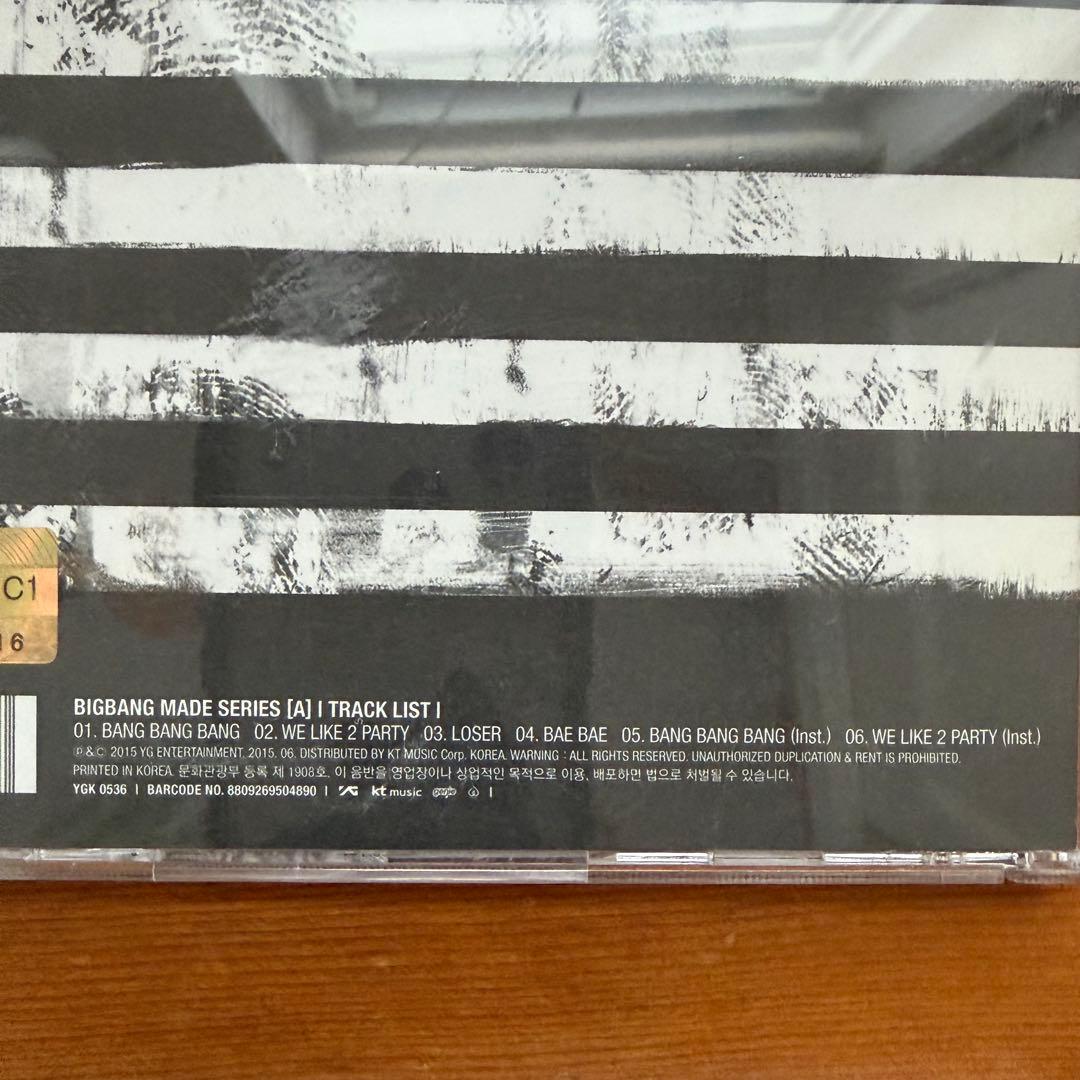 C1
16
BIGBANG MADE SERIES [A] I TRACK LIST I
01. BANG BANG BANG 02. WE LIKE 2 PARTY 03. LOSER 04. BAE BAE 05. BANG BANG BANG (Inst.) 06. WE LIKE 2 PARTY (Inst.)
℗ & © 2015 YG ENTERTAINMENT. 2015. 06. DISTRIBUTED BY KT MUSIC Corp. KOREA. WARNING : ALL RIGHTS RESERVED. UNAUTHORIZED DUPLICATION & RENT IS PROHIBITED.
PRINTED IN KOREA. 문화관광부 등록 제 1908호. 이 음반을 영업장이나 상업적인 목적으로 이용, 배포하면 법으로 처벌될 수 있습니다.
YGK 0536 I BARCODE NO. 8809269504890 I YG kt music genie I